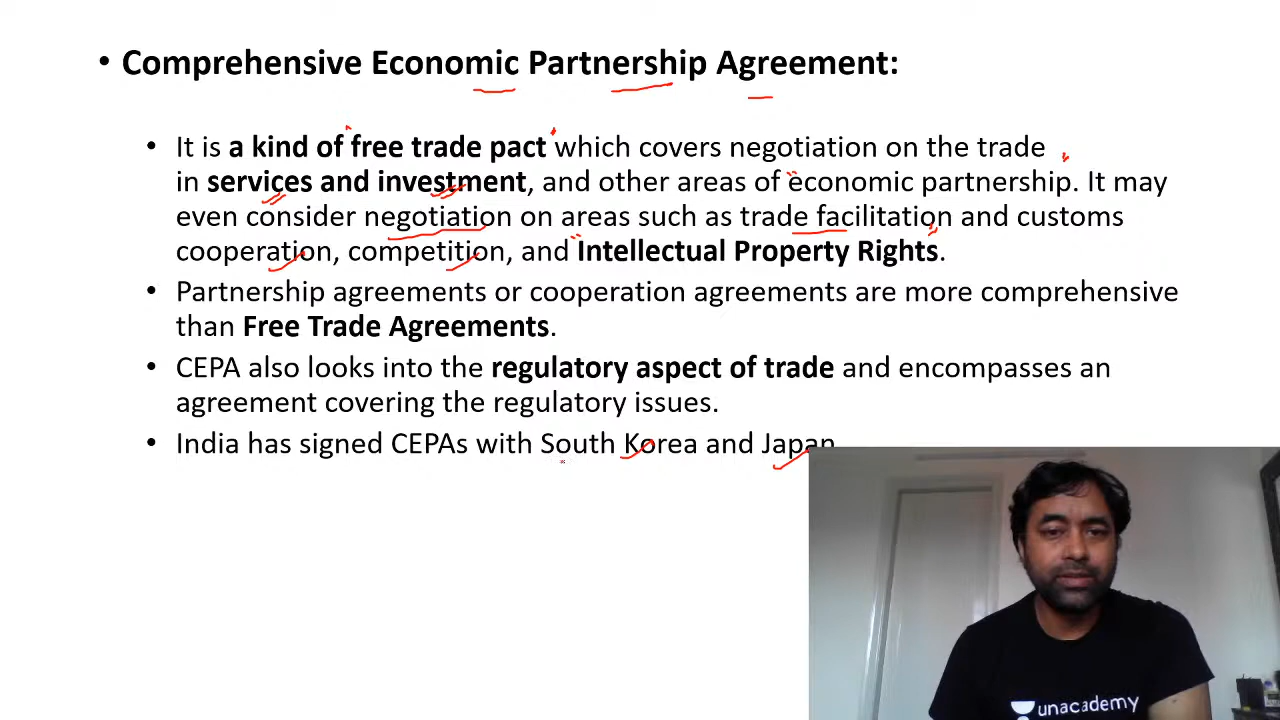 • Comprehensive Economic Partnership Agreement:
• It is a kind of free trade pact which covers negotiation on the trade
in services and investment, and other areas of economic partnership. It may
even consider negotiation on areas such as trade facilitation and customs
cooperation, competition, and Intellectual Property Rights.
• Partnership agreements or cooperation agreements are more comprehensive
than Free Trade Agreements.
• CEPA also looks into the regulatory aspect of trade and encompasses an
agreement covering the regulatory issues.
• India has signed CEPAs with South Korea and Japan
unacademy